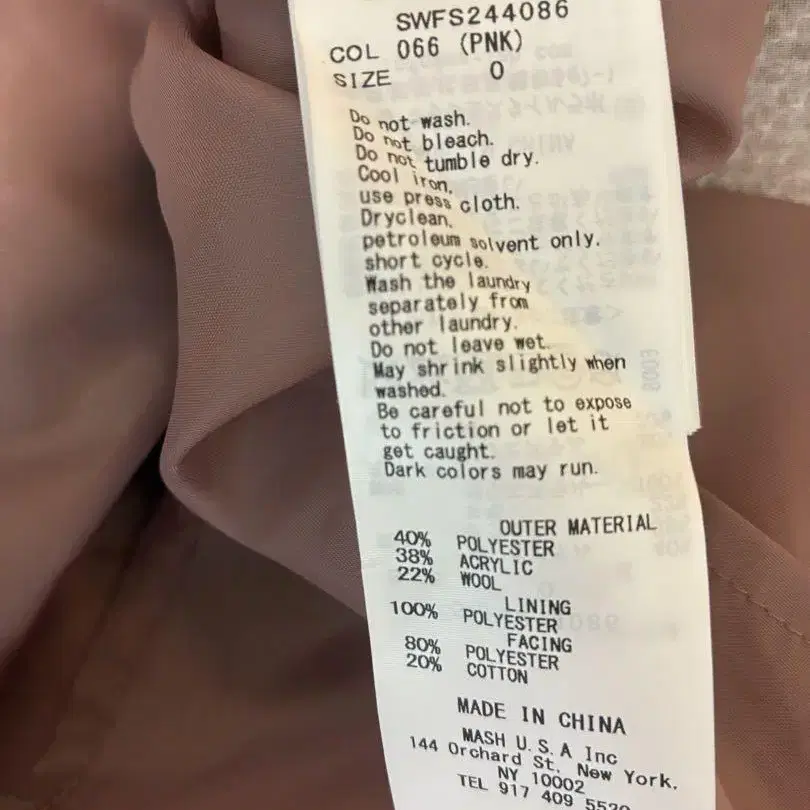 SWFS244086
COL 066 (PNK)
SIZE 0
Do not wash.
Do not bleach.
Do not tumble dry.
Cool iron,
use press cloth.
Dryclean,
petroleum solvent only.
short cycle.
Wash the laundry
separately from
other laundry.
Do not leave wet.
May shrink slightly when
washed.
Be careful not to expose
to friction or let it
get caught.
Dark colors may run.
OUTER MATERIAL
40% POLYESTER
38% ACRYLIC
22% WOOL
LINING
100% POLYESTER
FACING
80% POLYESTER
20% COTTON
MADE IN CHINA
MASH U.S.A Inc
144 Orchard St, New York,
NY 10002
TEL 917 409 5520